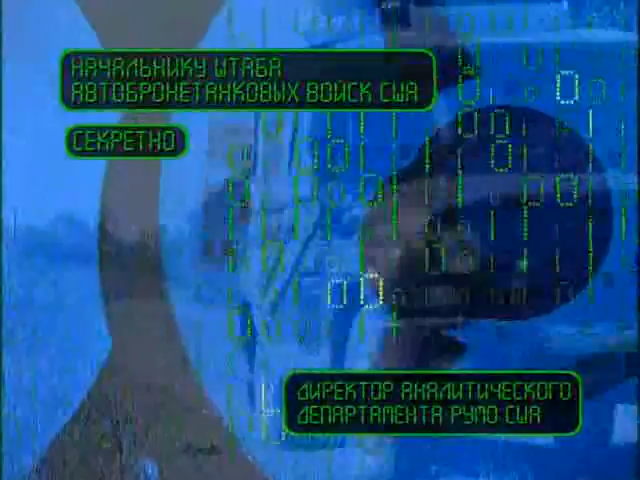 НАЧАЛЬНИКУ ШТАБА
АВТОБРОНЕТАНКОВЫХ ВОЙСК США
СЕКРЕТНО
ДИРЕКТОР АНАЛИТИЧЕСКОГО
ДЕПАРТАМЕНТА РУМО США